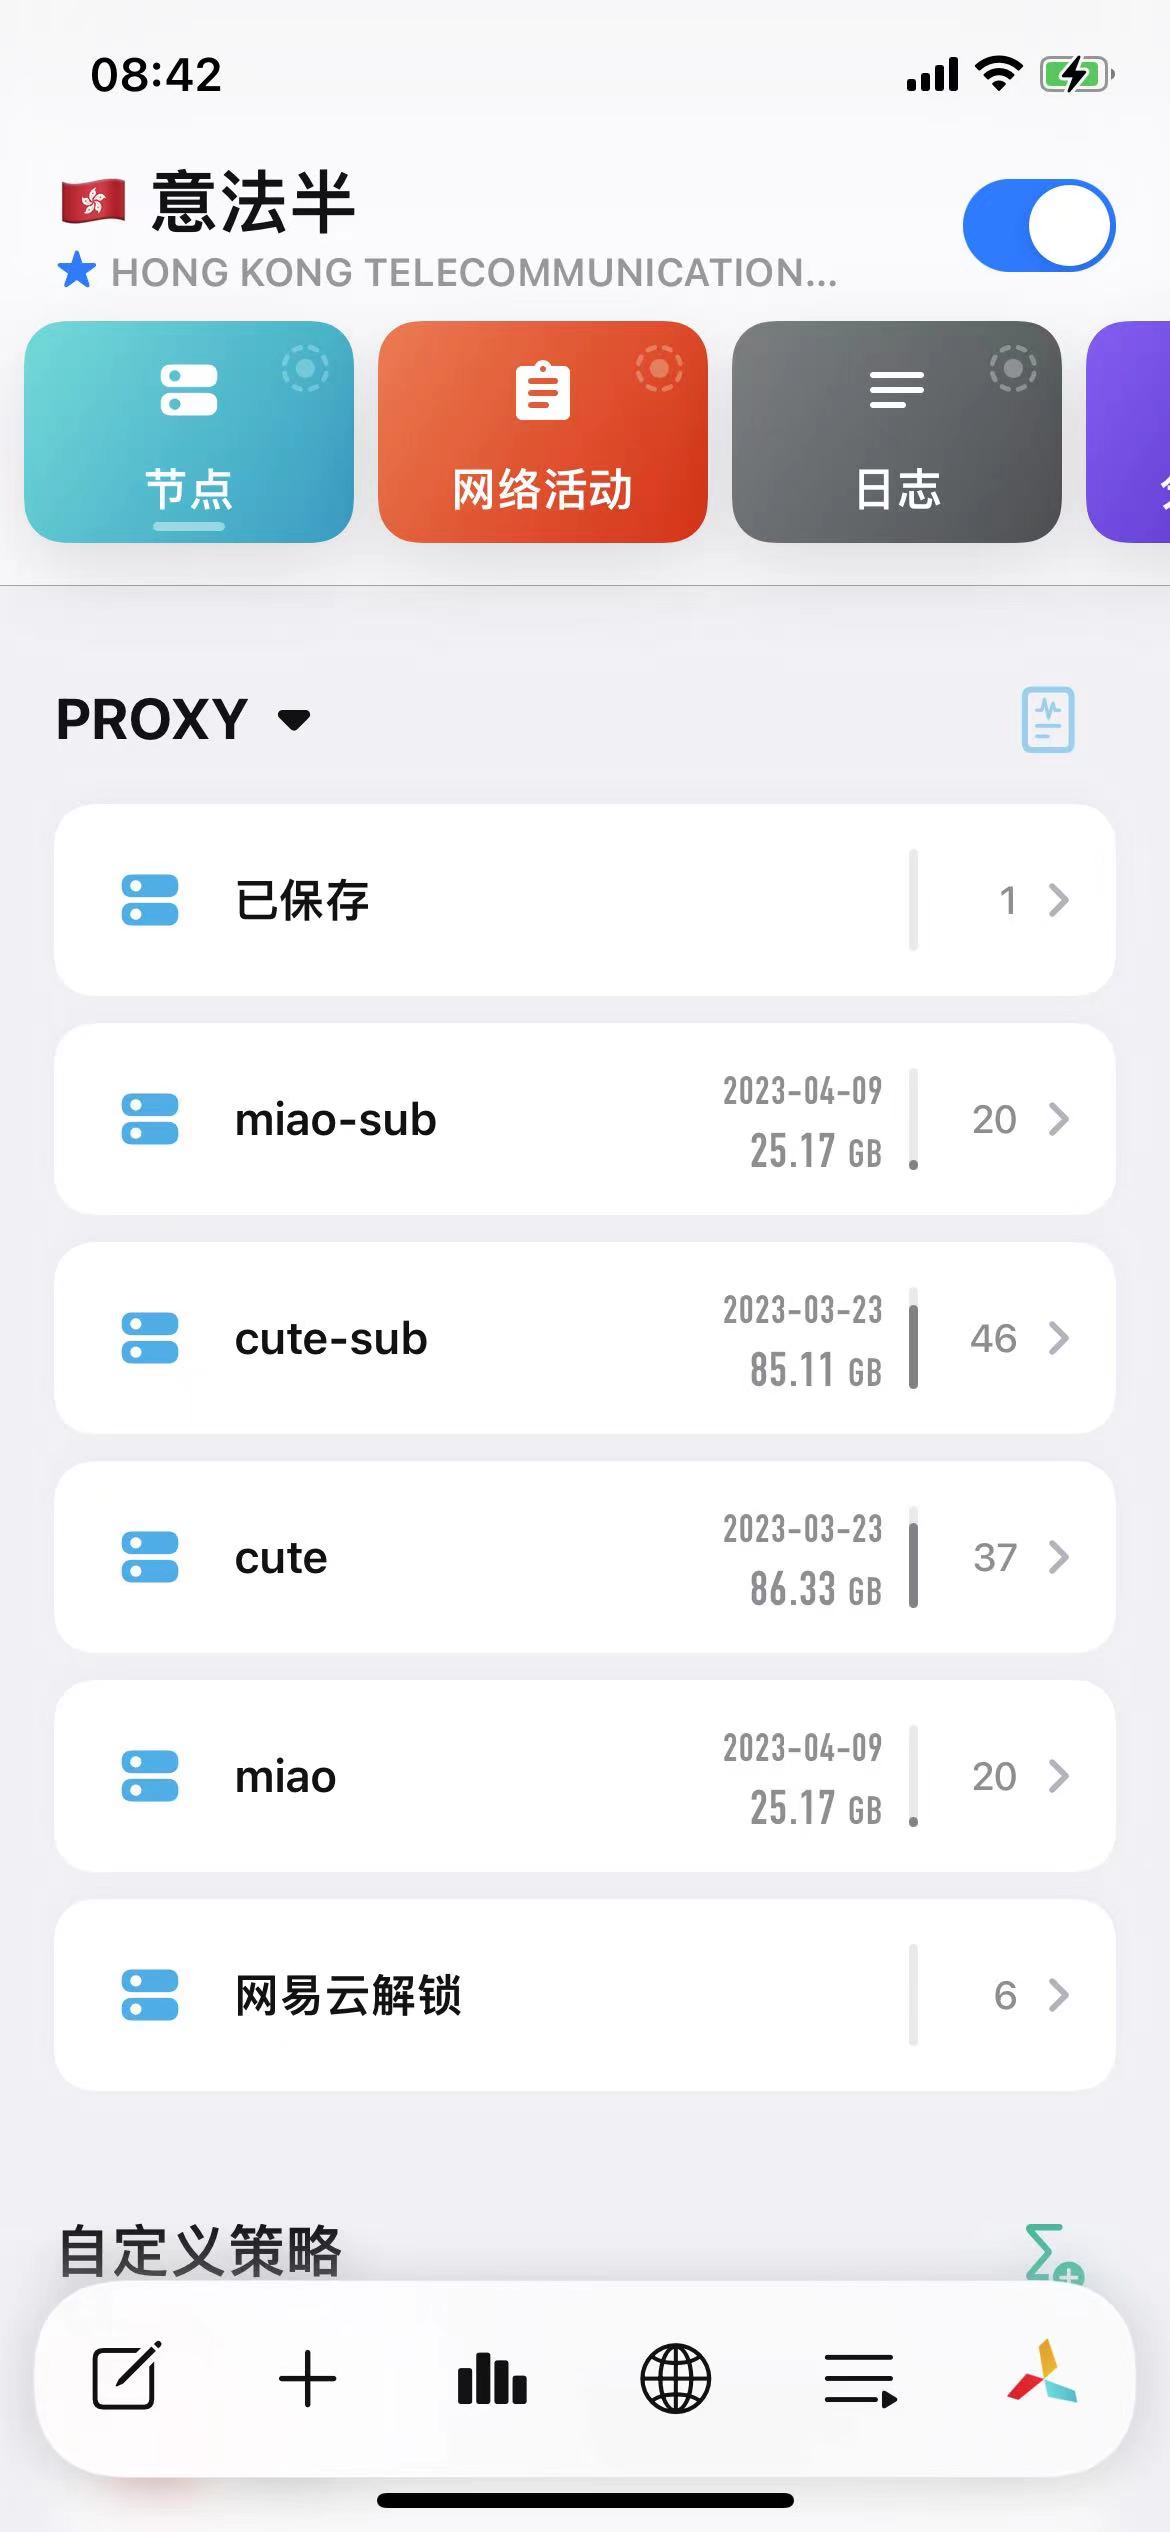 08:42
意法半
HONG KONG TELECOMMUNICATION...
节点
网络活动
日志
PROXY
已保存
1
miao-sub
2023-04-09
25.17 GB
20
cute-sub
2023-03-23
85.11 GB
46
cute
2023-03-23
86.33 GB
37
miao
2023-04-09
25.17 GB
20
网易云解锁
6
自定义策略